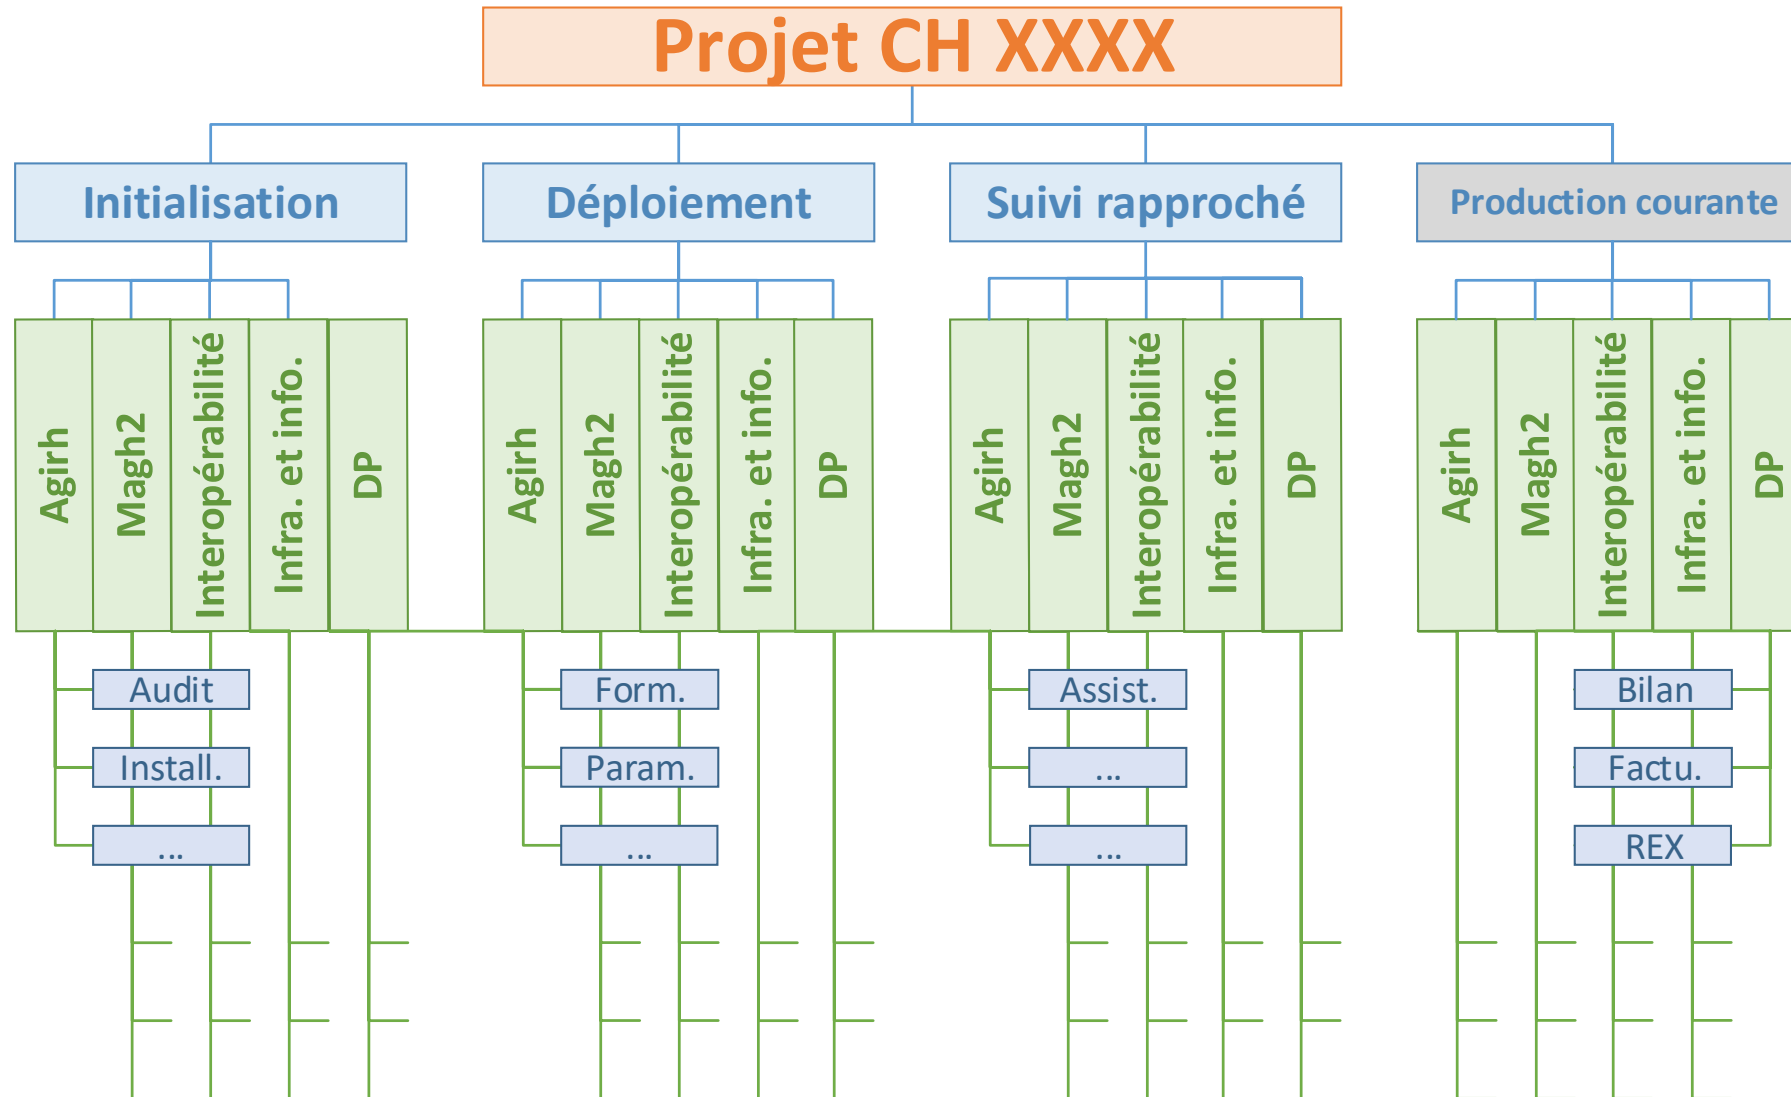 Projet CH XXXX
Initialisation
Déploiement
Suivi rapproché
Production courante
Agirh
Magh2
Interopérabilité
Infra. et info.
DP
Agirh
Magh2
Interopérabilité
Infra. et info.
DP
Agirh
Magh2
Interopérabilité
Infra. et info.
DP
Agirh
Magh2
Interopérabilité
Infra. et info.
DP
Audit
Form.
Assist.
Bilan
Install.
Param.
...
Factu.
...
...
...
REX